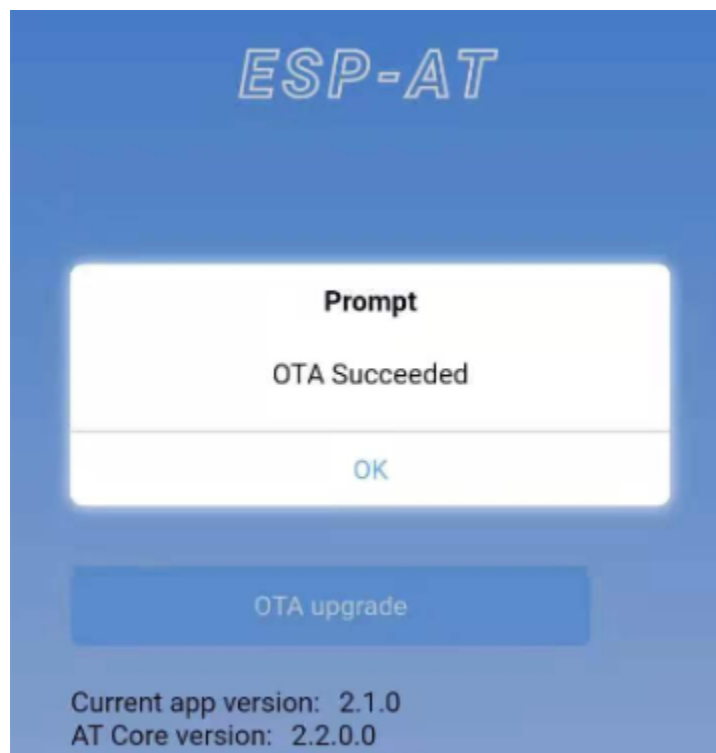 ESP-AT
Prompt
OTA Succeeded
OK
OTA upgrade
Current app version: 2.1.0
AT Core version: 2.2.0.0